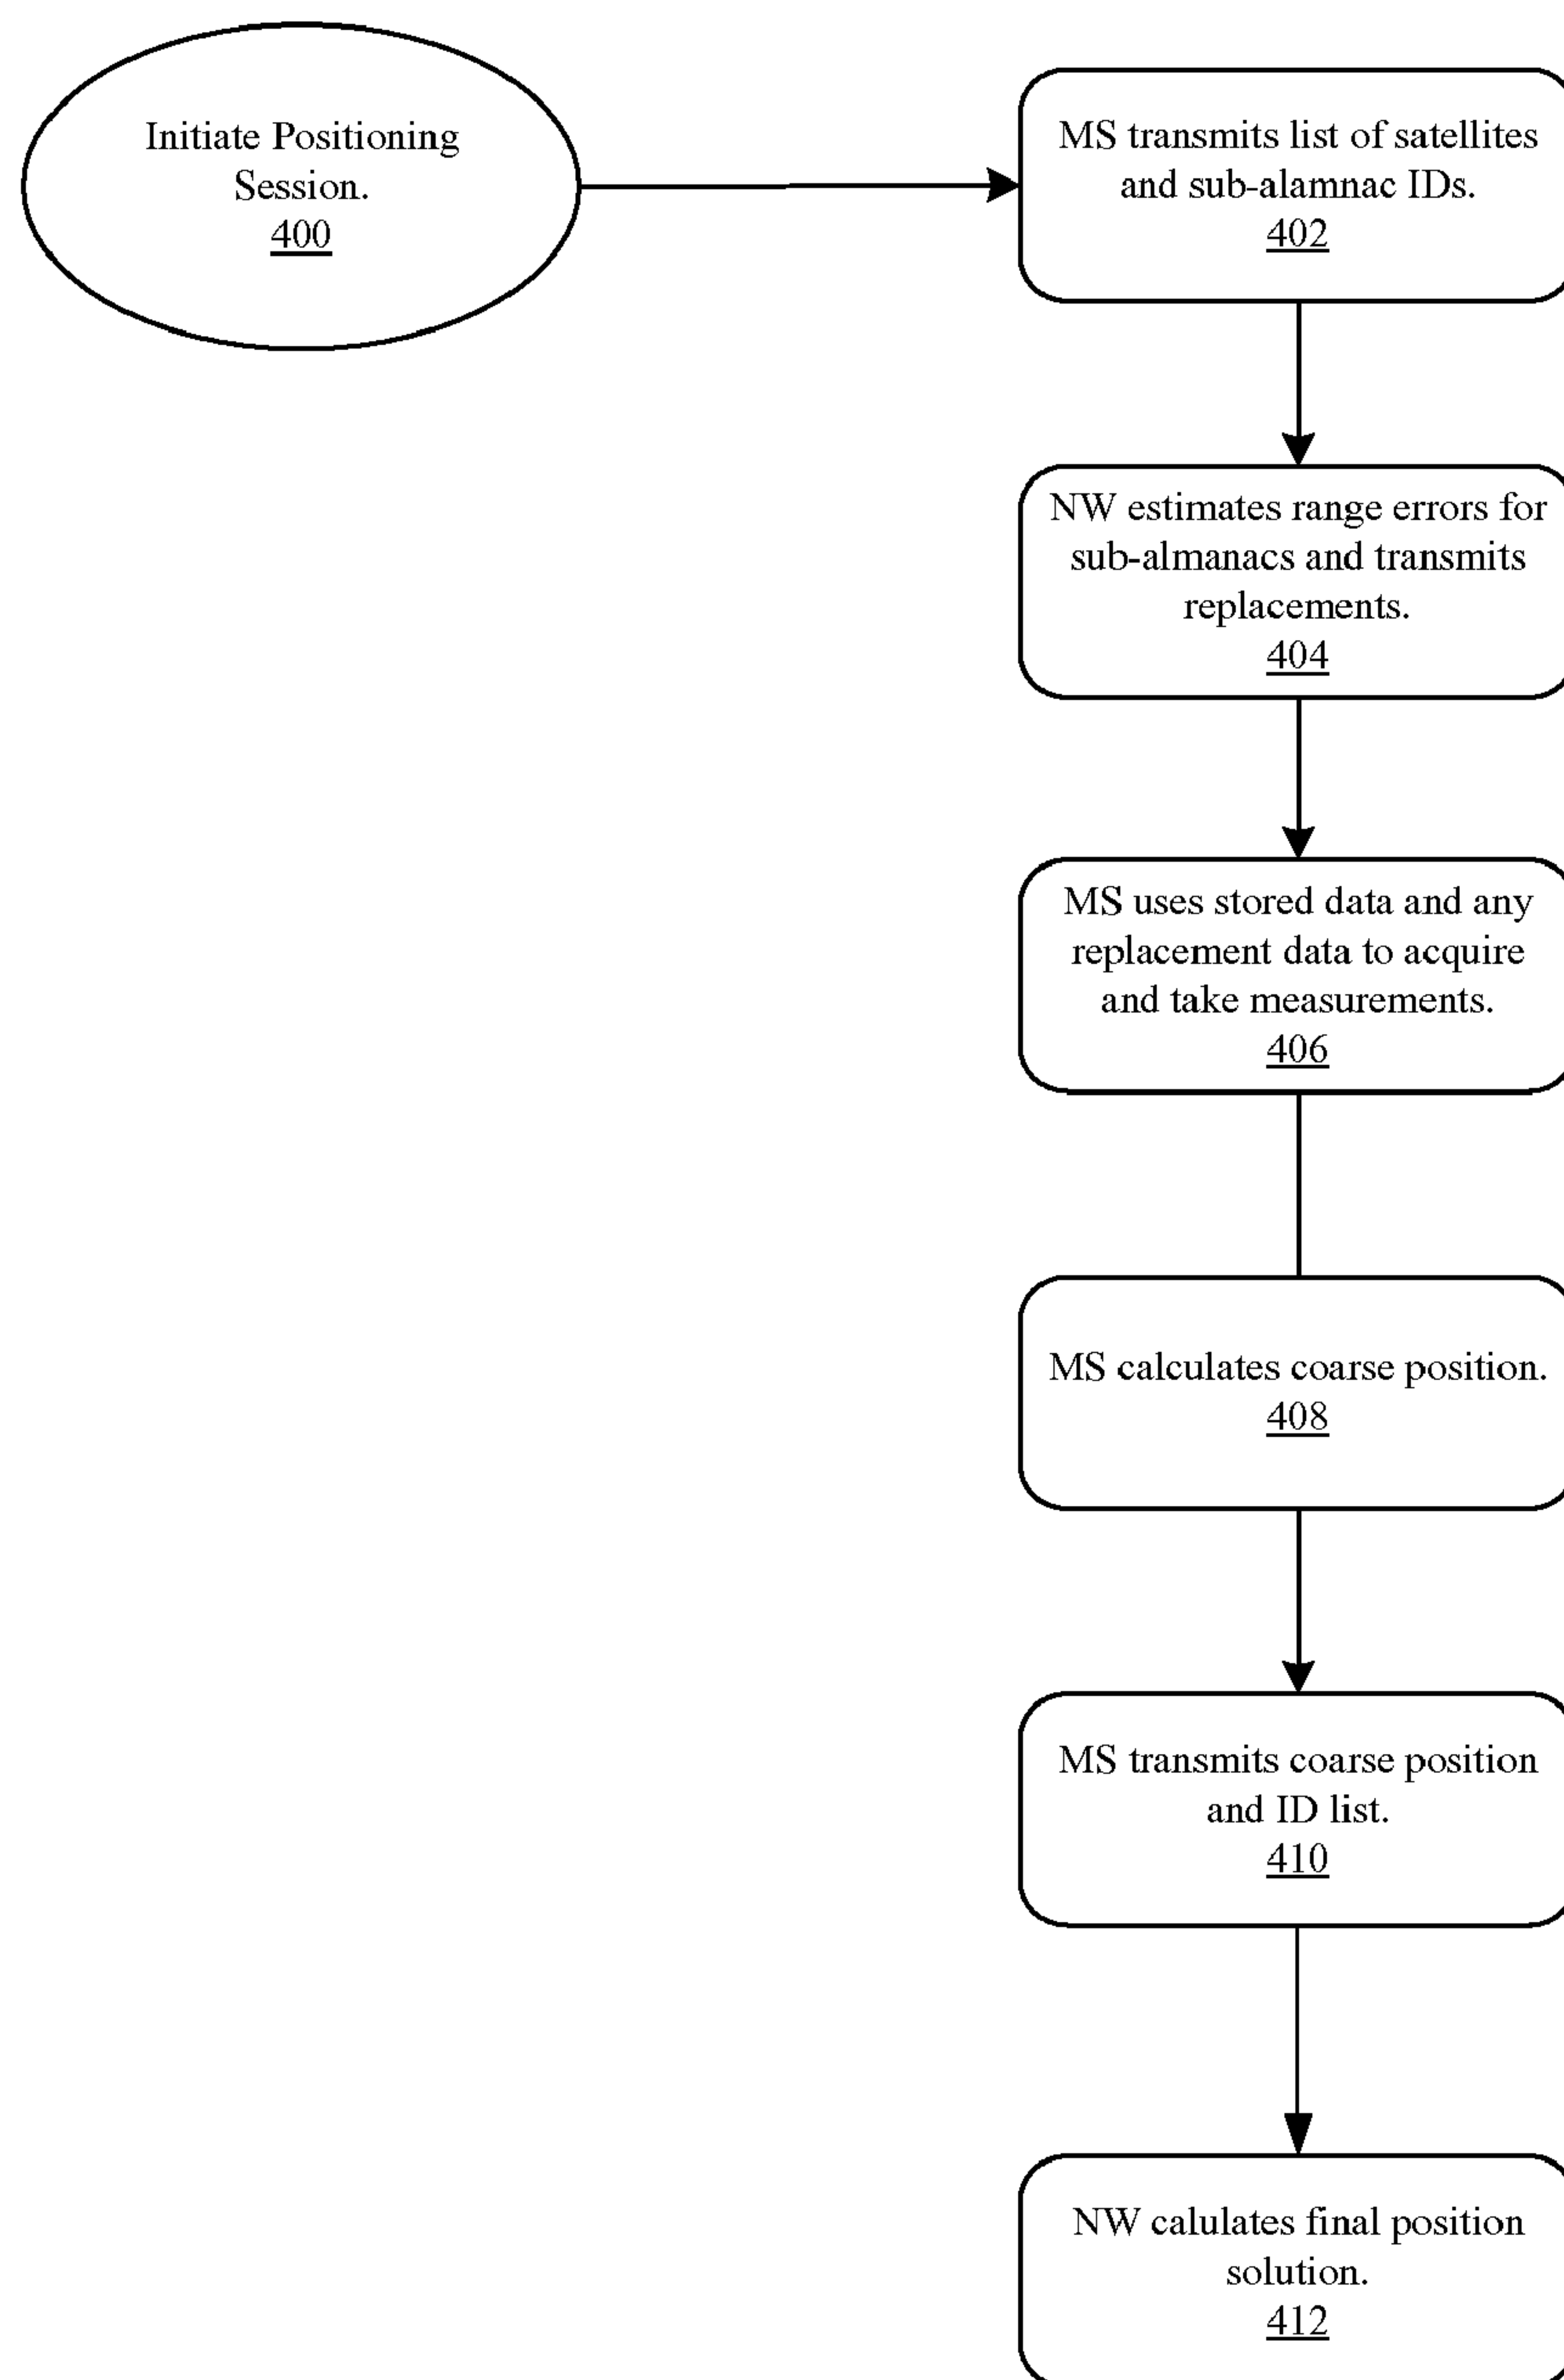 Initiate Positioning
Session.
400
MS transmits list of satellites
and sub-alamnac IDs.
402
NW estimates range errors for
sub-almanacs and transmits
replacements.
404
MS uses stored data and any
replacement data to acquire
and take measurements.
406
MS calculates coarse position.
408
MS transmits coarse position
and ID list.
410
NW calulates final position
solution.
412